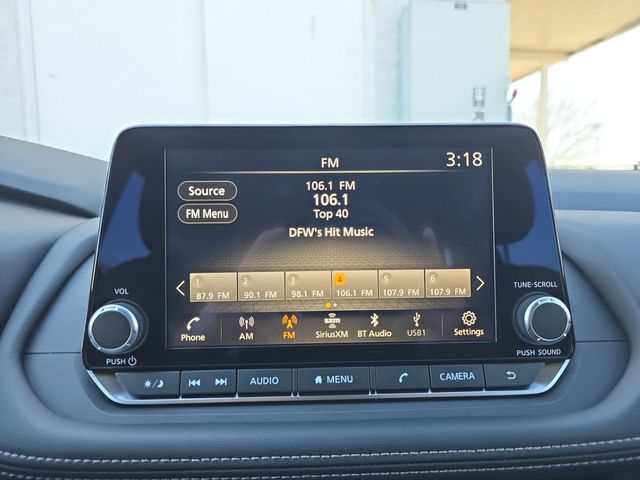 FM
3:18
Source
FM Menu
106.1 FM
106.1
Top 40
DFW's Hit Music
1 2 3 4 5 6
87.9 FM 90.1 FM 98.1 FM 106.1 FM 107.9 FM 107.9 FM
Phone AM FM sxm SiriusXM BT Audio USB1 Settings
VOL
PUSH
TUNE·SCROLL
PUSH SOUND
AUDIO MENU CAMERA